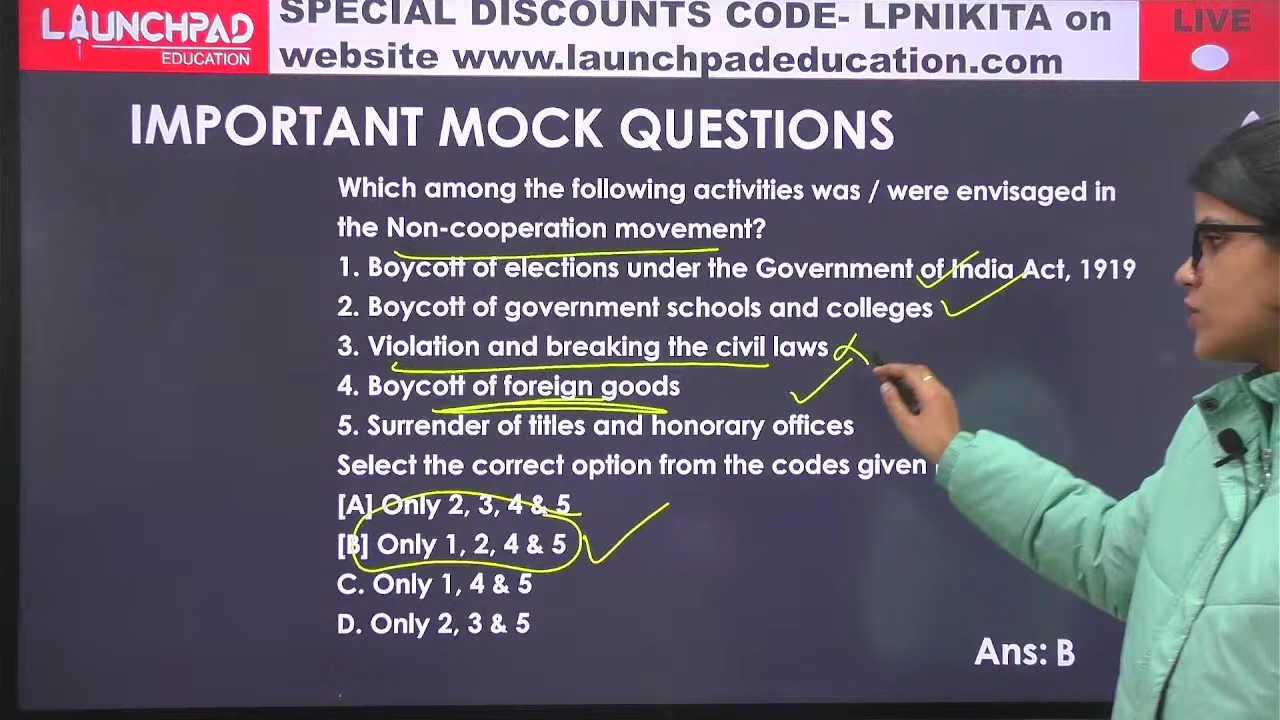 LAUNCHPAD
EDUCATION
SPECIAL DISCOUNTS CODE- LPNIKITA on
website www.launchpadeducation.com
LIVE
IMPORTANT MOCK QUESTIONS
Which among the following activities was / were envisaged in
the Non-cooperation movement?
1. Boycott of elections under the Government of India Act, 1919
2. Boycott of government schools and colleges
3. Violation and breaking the civil laws
4. Boycott of foreign goods
5. Surrender of titles and honorary offices
Select the correct option from the codes given
[A] Only 2, 3, 4 & 5
[B] Only 1, 2, 4 & 5
C. Only 1, 4 & 5
D. Only 2, 3 & 5
Ans: B